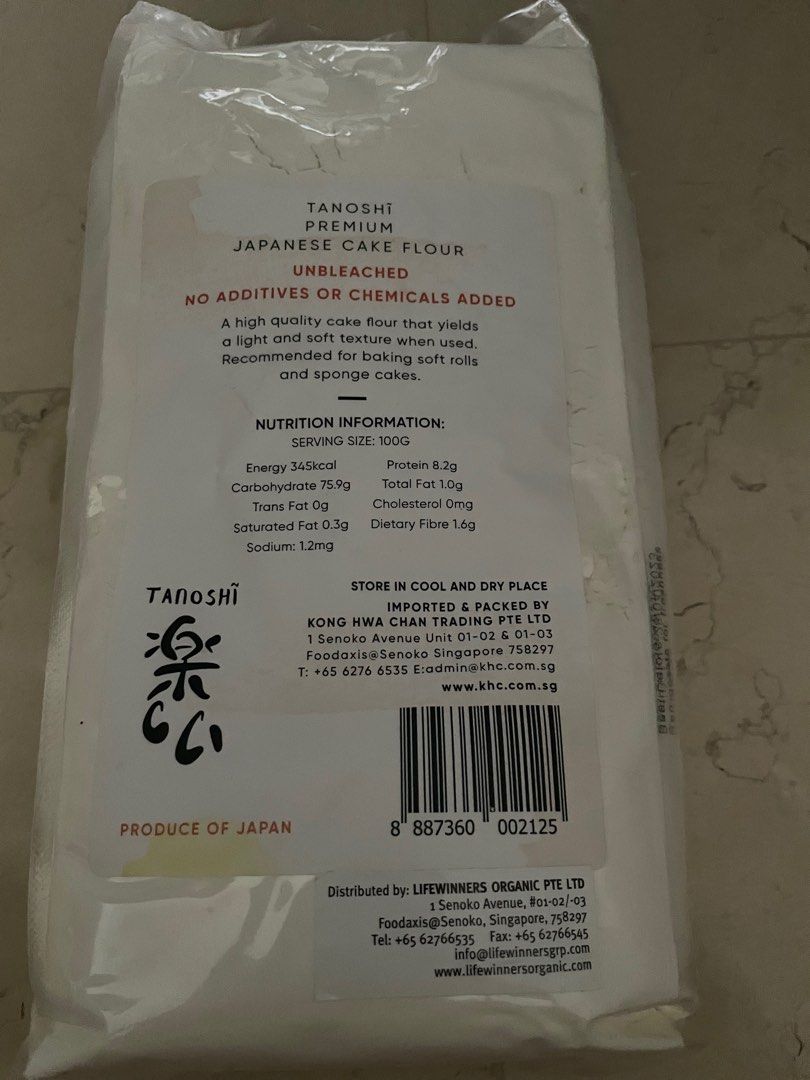 TANOSHī
PREMIUM
JAPANESE CAKE FLOUR
UNBLEACHED
NO ADDITIVES OR CHEMICALS ADDED
A high quality cake flour that yields
a light and soft texture when used.
Recommended for baking soft rolls
and sponge cakes.
NUTRITION INFORMATION:
SERVING SIZE: 100G
Energy 345kcal Protein 8.2g
Carbohydrate 75.9g Total Fat 1.0g
Trans Fat 0g Cholesterol 0mg
Saturated Fat 0.3g Dietary Fibre 1.6g
Sodium: 1.2mg
TANOSHĩ
楽しい
STORE IN COOL AND DRY PLACE
IMPORTED & PACKED BY
KONG HWA CHAN TRADING PTE LTD
1 Senoko Avenue Unit 01-02 & 01-03
Foodaxis@Senoko Singapore 758297
T: +65 6276 6535 E:admin@khc.com.sg
www.khc.com.sg
8 887360 002125
PRODUCE OF JAPAN
Distributed by: LIFEWINNERS ORGANIC PTE LTD
1 Senoko Avenue, #01-02/-03
Foodaxis@Senoko, Singapore, 758297
Tel: +65 62766535 Fax: +65 62766545
info@lifewinnersgrp.com
www.lifewinnersorganic.com